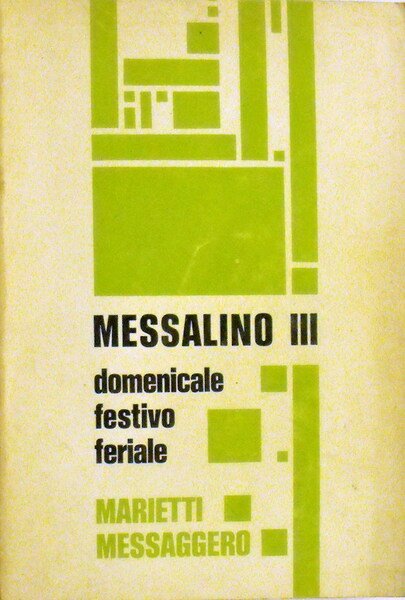 MESSALINO III
domenicale
festivo
feriale
MARIETTI
MESSAGGERO